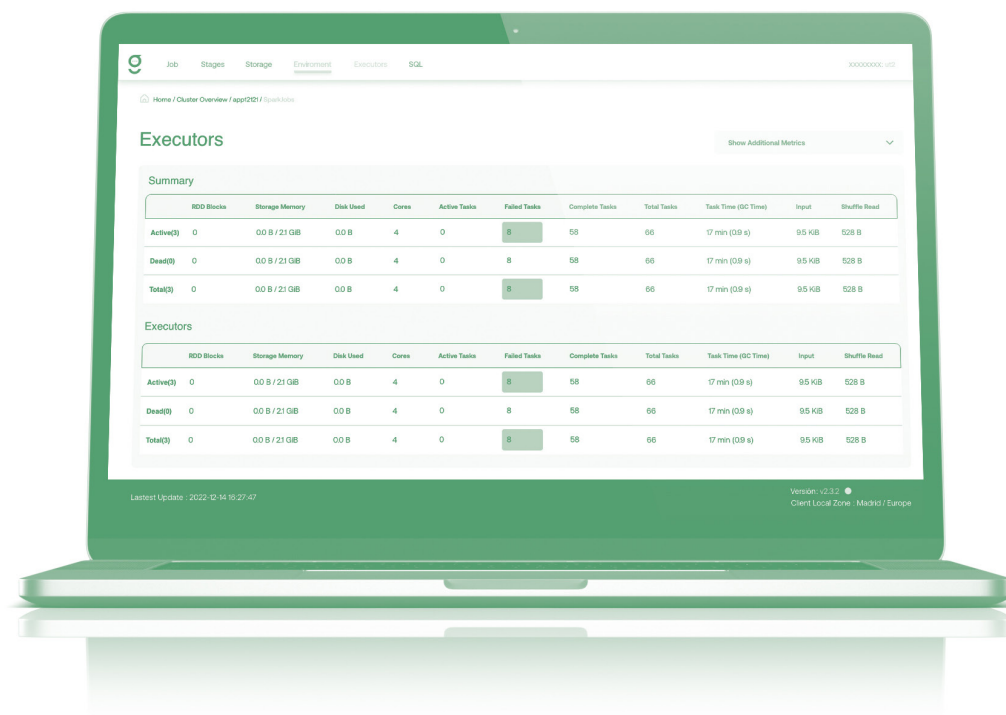 g Job Stages Storage Enviroment Executors SQL
Home / Cluster Overview / app12121 / SparkJobs
Executors
Show Additional Metrics
Summary
RDD Blocks Storage Memory Disk Used Cores Active Tasks Failed Tasks Complete Tasks Total Tasks Task Time (GC Time) Input Shuffle Read
Active(3) 0 0.0 B / 2.1 GiB 0.0 B 4 0 8 58 66 17 min (0.9 s) 9.5 KiB 528 B
Dead(0) 0 0.0 B / 2.1 GiB 0.0 B 4 0 8 58 66 17 min (0.9 s) 9.5 KiB 528 B
Total(3) 0 0.0 B / 2.1 GiB 0.0 B 4 0 8 58 66 17 min (0.9 s) 9.5 KiB 528 B
Executors
RDD Blocks Storage Memory Disk Used Cores Active Tasks Failed Tasks Complete Tasks Total Tasks Task Time (GC Time) Input Shuffle Read
Active(3) 0 0.0 B / 2.1 GiB 0.0 B 4 0 8 58 66 17 min (0.9 s) 9.5 KiB 528 B
Dead(0) 0 0.0 B / 2.1 GiB 0.0 B 4 0 8 58 66 17 min (0.9 s) 9.5 KiB 528 B
Total(3) 0 0.0 B / 2.1 GiB 0.0 B 4 0 8 58 66 17 min (0.9 s) 9.5 KiB 528 B
Lastest Update : 2022-12-14 16:27:47
Versión: v2.3.2
Client Local Zone : Madrid / Europe